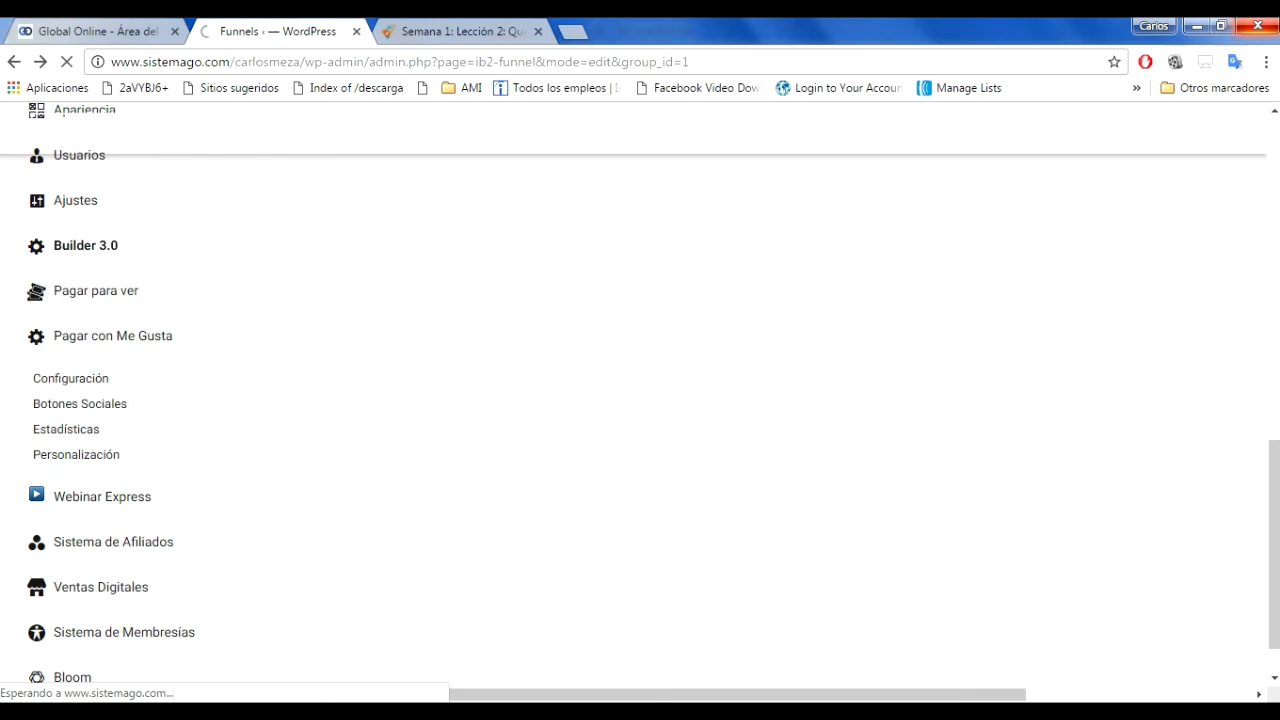 Global Online - Área del
Funnels ‹ — WordPress
Semana 1: Lección 2: Qu
Carlos
www.sistemago.com/carlosmeza/wp-admin/admin.php?page=ib2-funnel&mode=edit&group_id=1
Aplicaciones
2aVYBJ6+
Sitios sugeridos
Index of /descarga
AMI
Todos los empleos |
Facebook Video Dow
Login to Your Accoun
Manage Lists
»
Otros marcadores
Apariencia
Usuarios
Ajustes
Builder 3.0
Pagar para ver
Pagar con Me Gusta
Configuración
Botones Sociales
Estadísticas
Personalización
Webinar Express
Sistema de Afiliados
Ventas Digitales
Sistema de Membresías
Bloom
Esperando a www.sistemago.com...